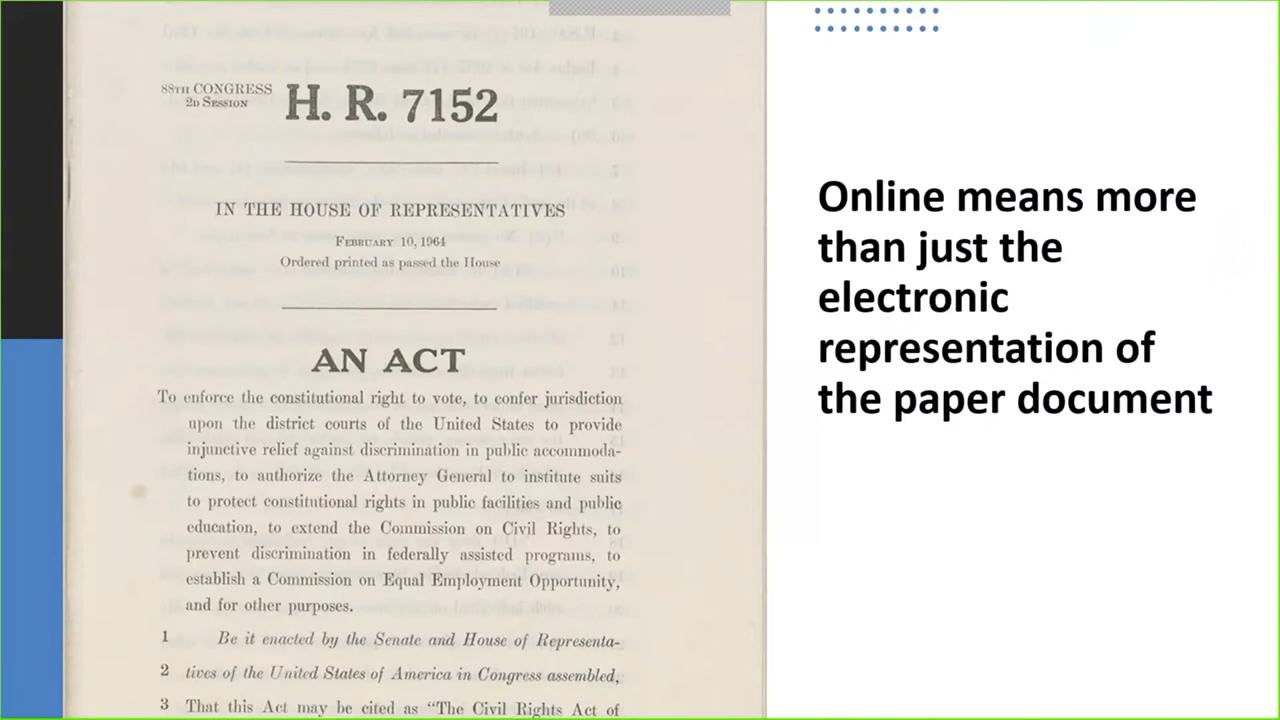 88TH CONGRESS
2D SESSION
H. R. 7152
IN THE HOUSE OF REPRESENTATIVES
FEBRUARY 10, 1964
Ordered printed as passed the House
AN ACT
To enforce the constitutional right to vote, to confer jurisdiction
upon the district courts of the United States to provide
injunctive relief against discrimination in public accommoda-
tions, to authorize the Attorney General to institute suits
to protect constitutional rights in public facilities and public
education, to extend the Commission on Civil Rights, to
prevent discrimination in federally assisted programs, to
establish a Commission on Equal Employment Opportunity,
and for other purposes.
1 Be it enacted by the Senate and House of Representa-
2 tives of the United States of America in Congress assembled,
3 That this Act may be cited as "The Civil Rights Act of
Online means more
than just the
electronic
representation of
the paper document